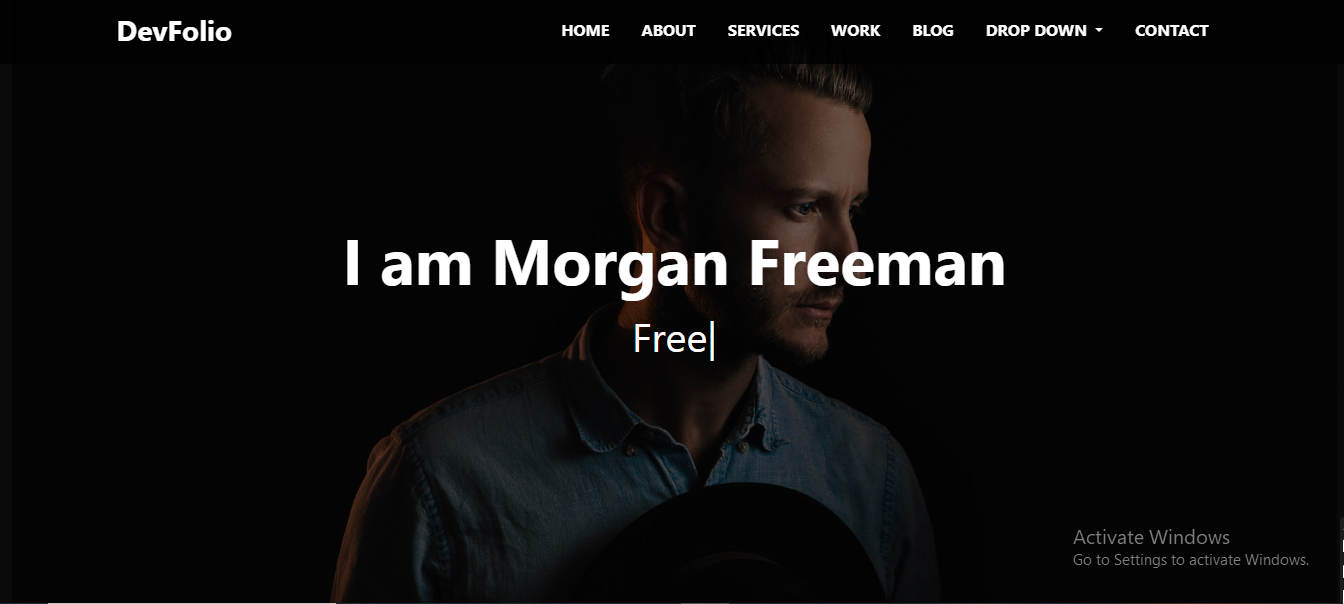 DevFolio
HOME ABOUT SERVICES WORK BLOG DROP DOWN CONTACT
I am Morgan Freeman
Free
Activate Windows
Go to Settings to activate Windows.